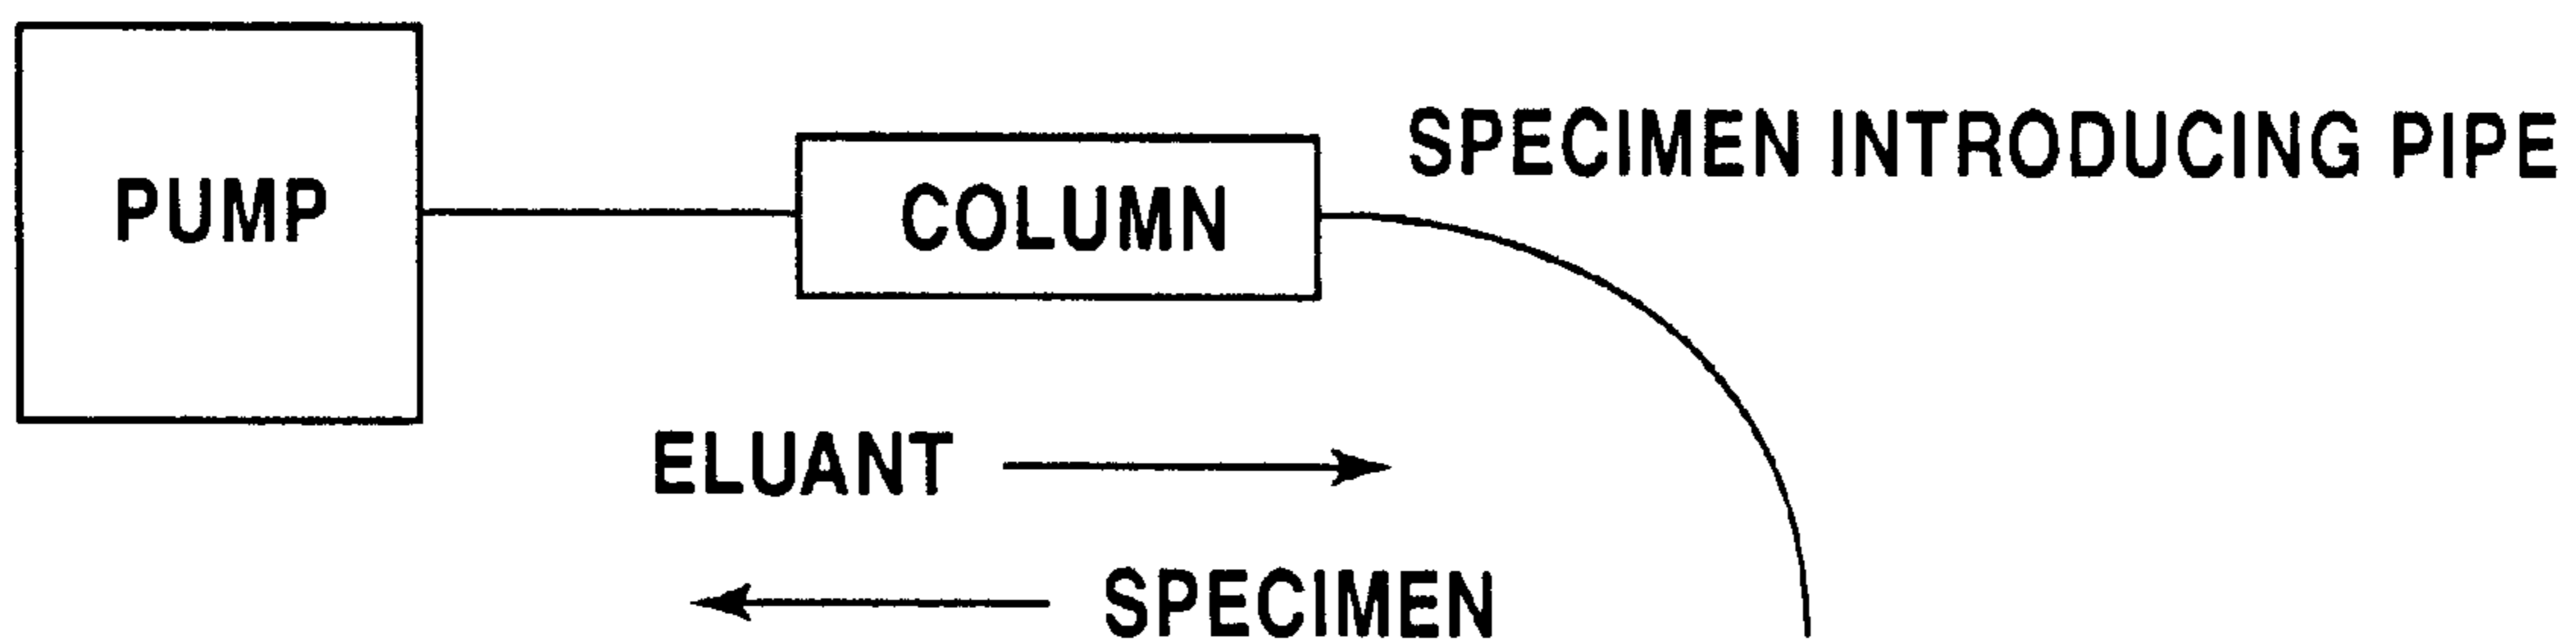 SPECIMEN INTRODUCING PIPE
PUMP
COLUMN
ELUANT
SPECIMEN